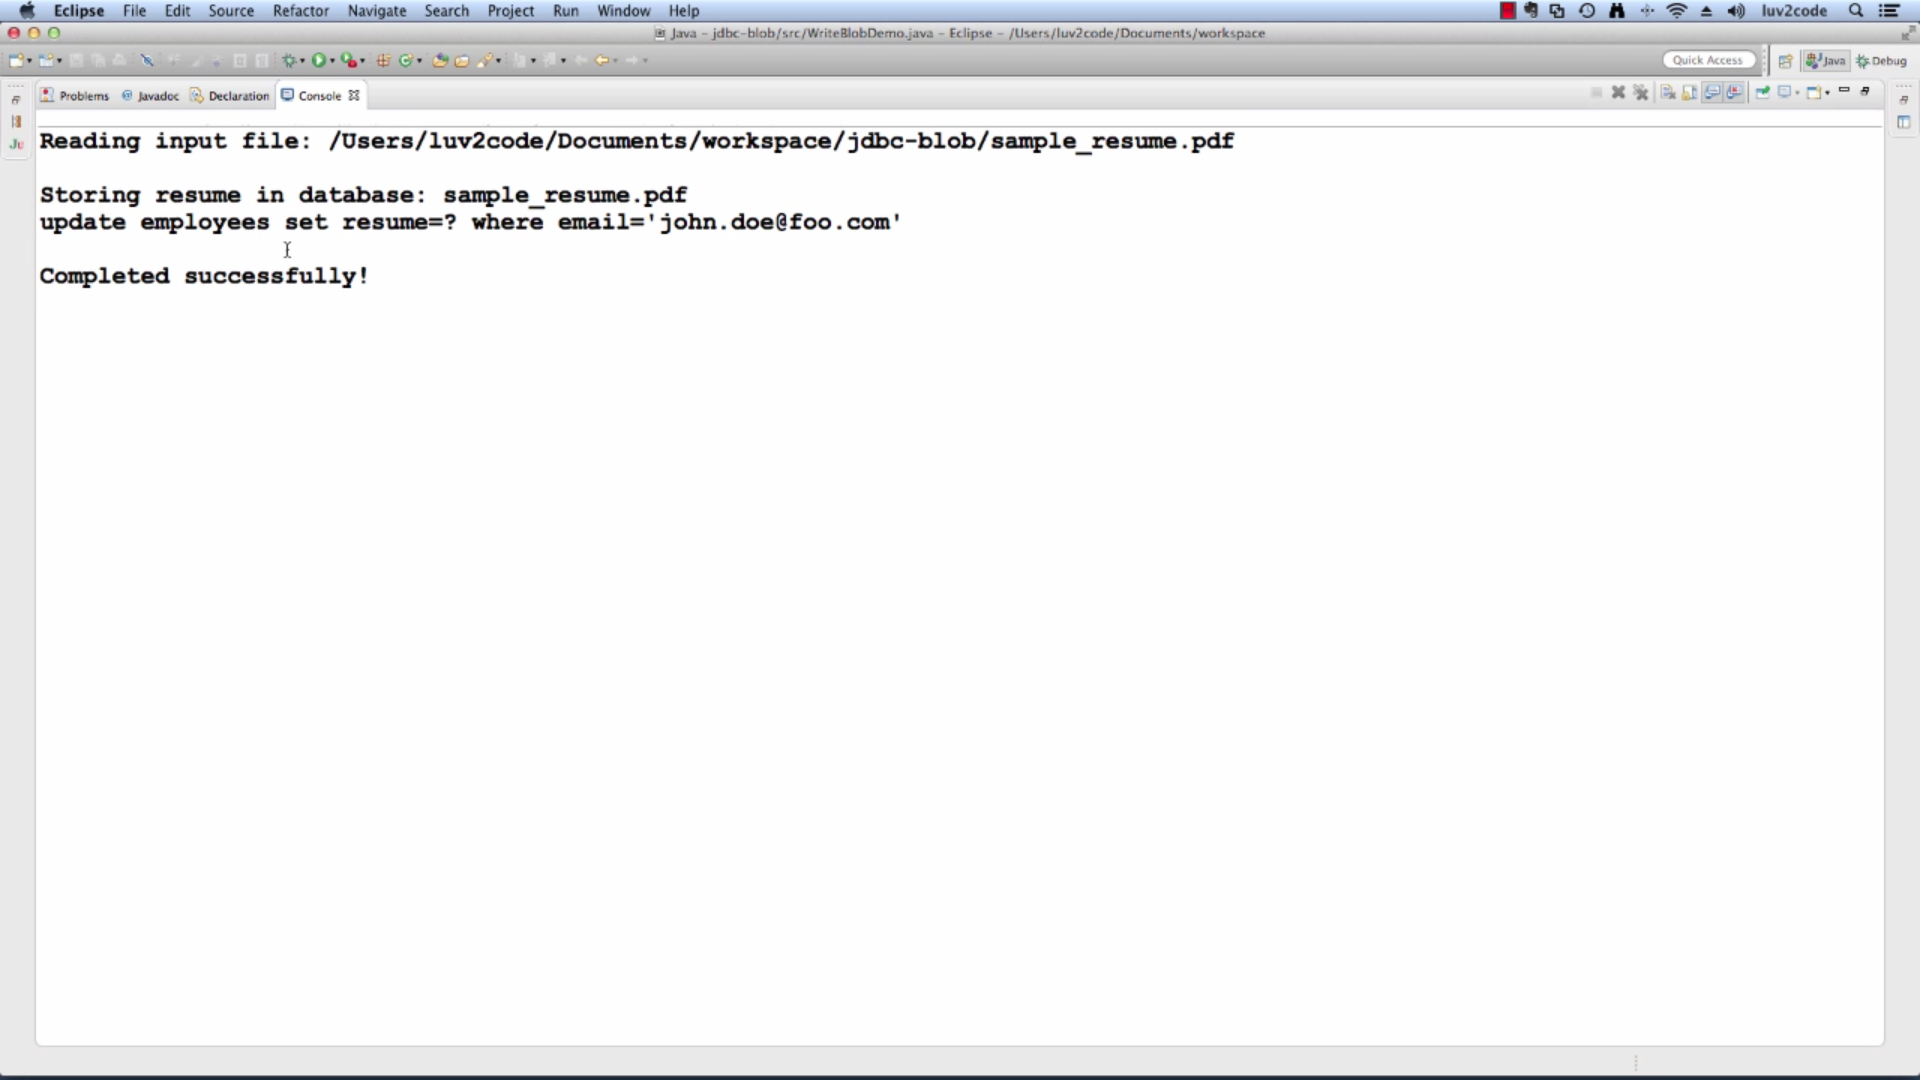 Eclipse File Edit Source Refactor Navigate Search Project Run Window Help luv2code
Java – jdbc-blob/src/WriteBlobDemo.java – Eclipse – /Users/luv2code/Documents/workspace
Quick Access Java Debug
Problems Javadoc Declaration Console
Ju
Reading input file: /Users/luv2code/Documents/workspace/jdbc-blob/sample_resume.pdf
Storing resume in database: sample_resume.pdf
update employees set resume=? where email='john.doe@foo.com'
Completed successfully!